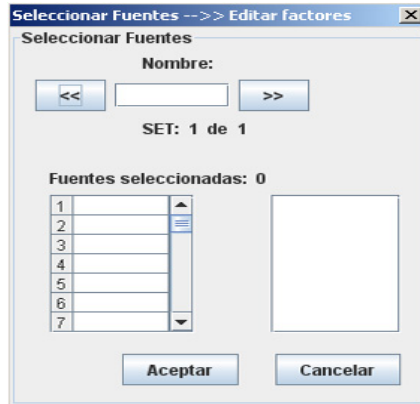 Seleccionar Fuentes -->> Editar factores
Seleccionar Fuentes
Nombre:
<< >>
SET: 1 de 1
Fuentes seleccionadas: 0
1
2
3
4
5
6
7
Aceptar Cancelar